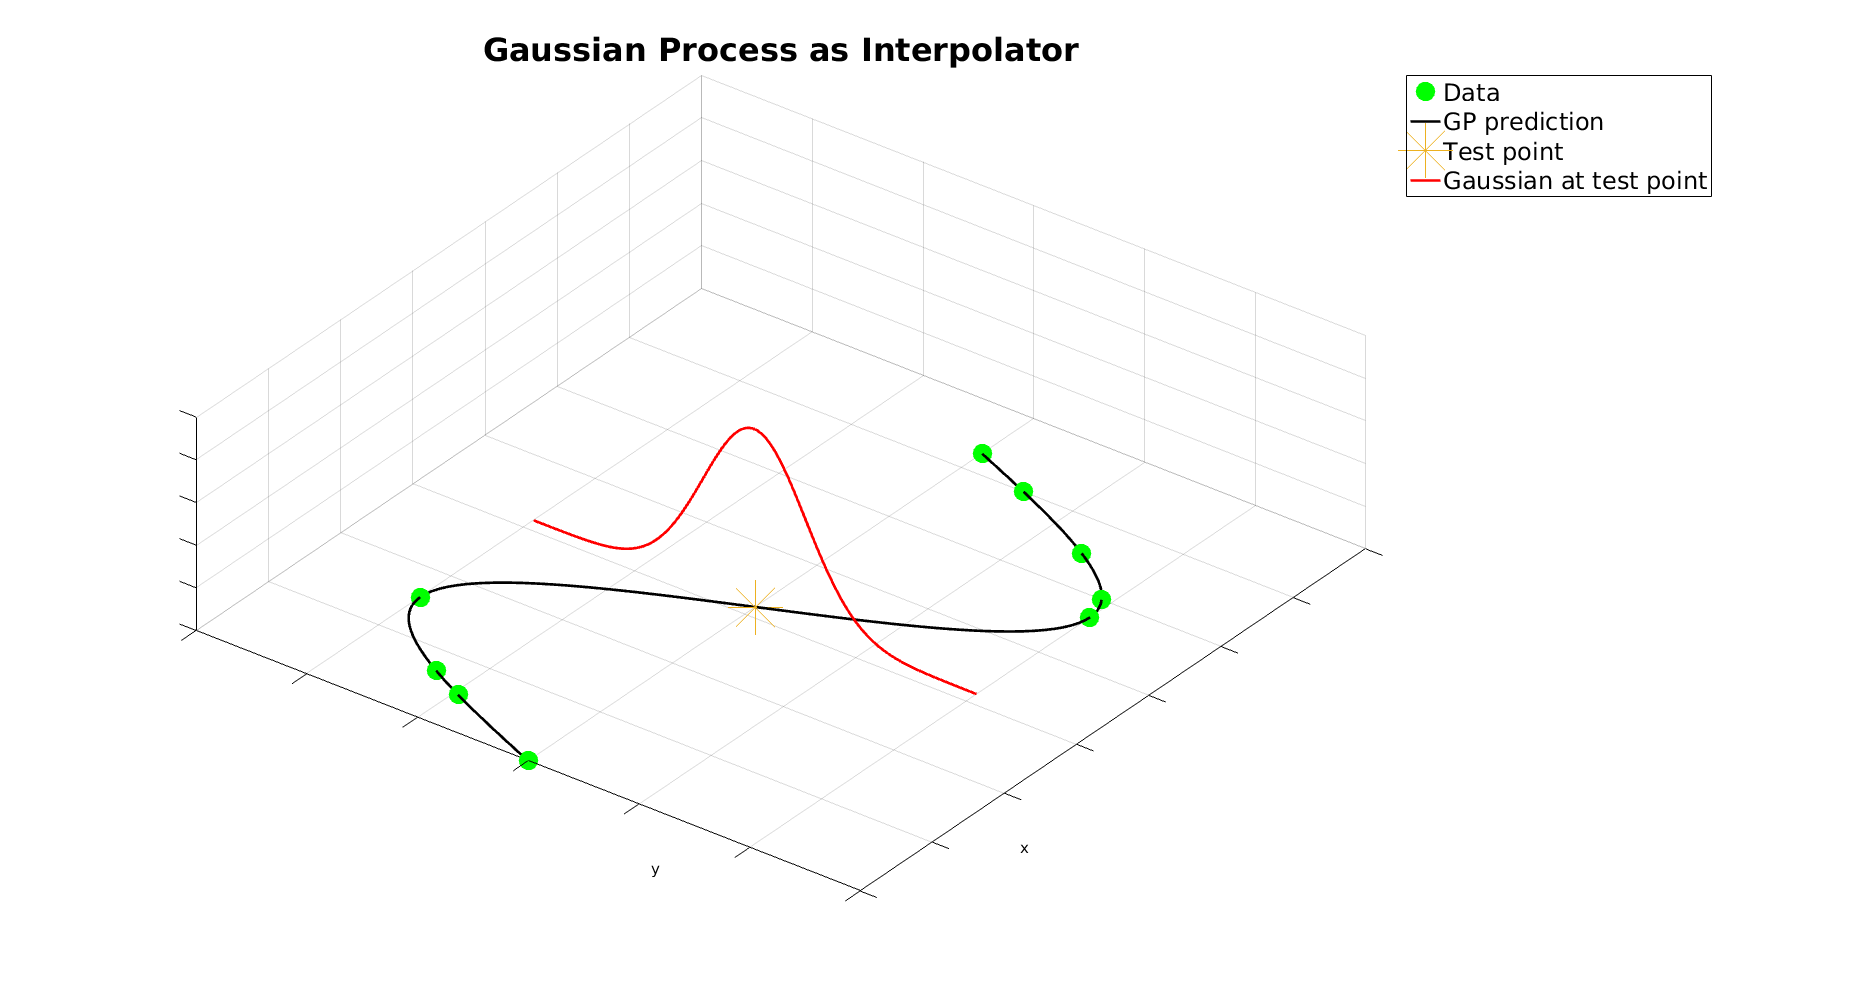 Gaussian Process as Interpolator
Data
GP prediction
Test point
Gaussian at test point
x
y